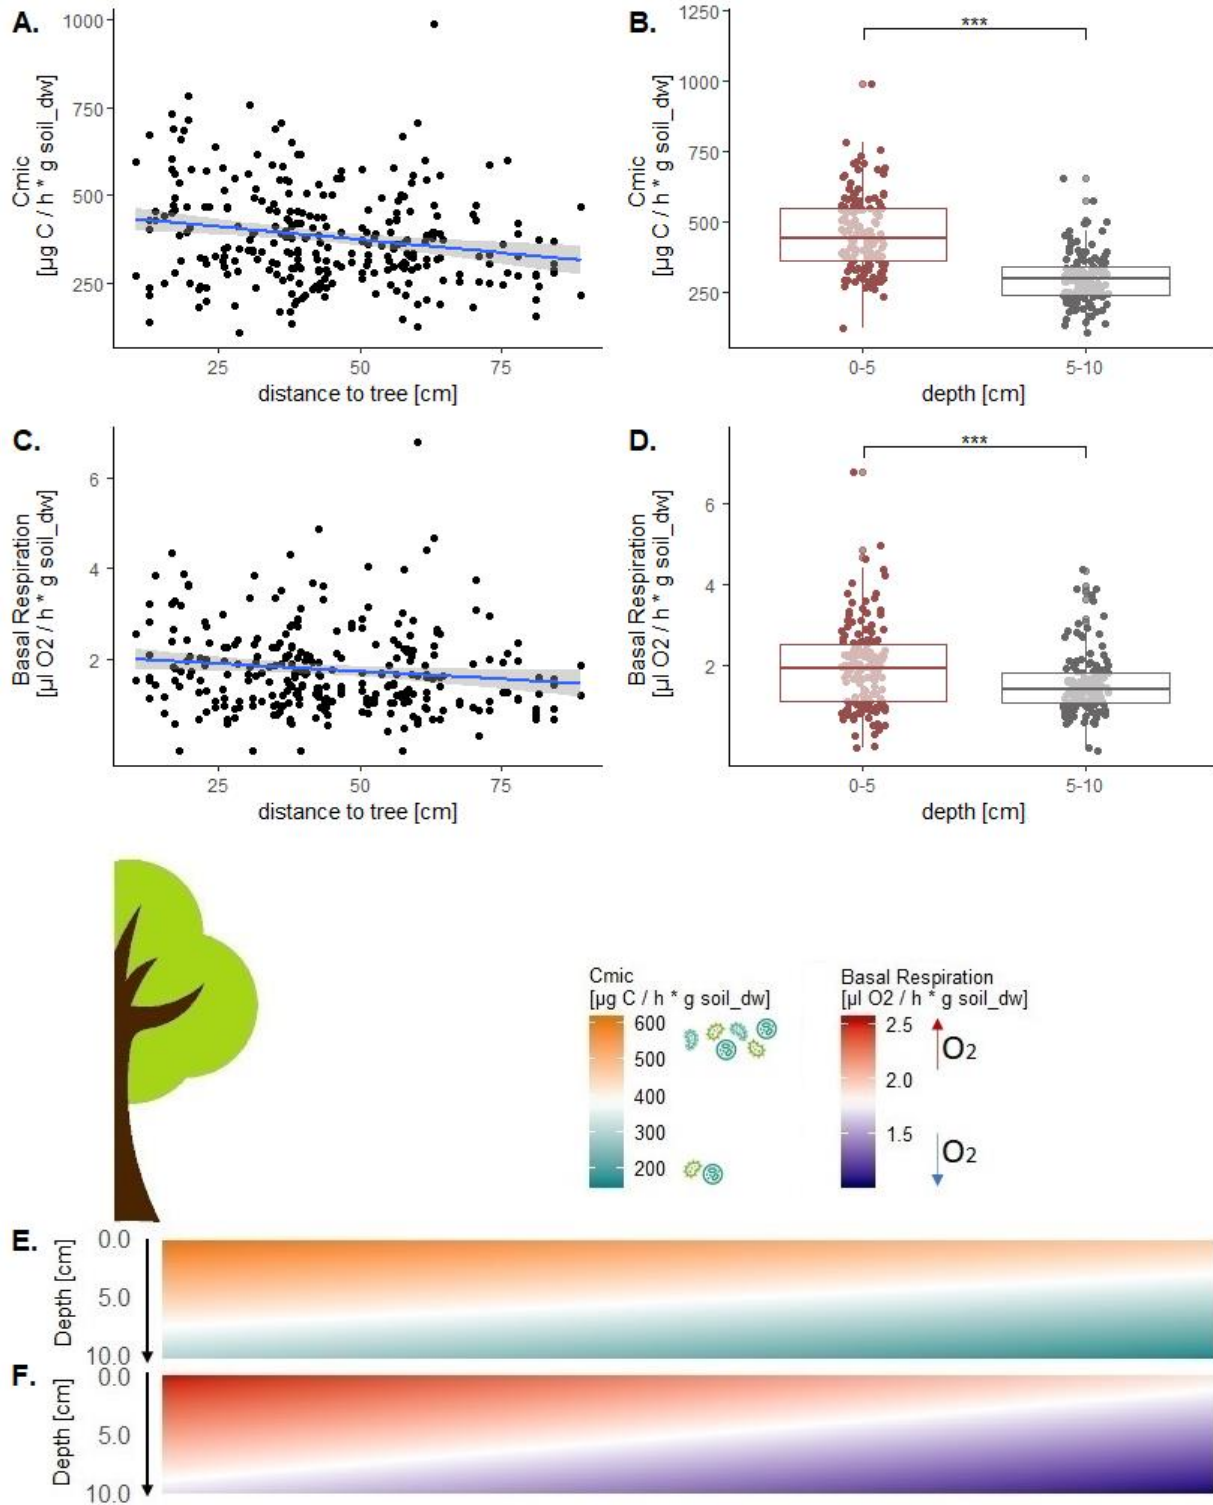 A.
Cmic
[µg C / h * g soil_dw]
1000
750
500
250
25 50 75
distance to tree [cm]
B.
Cmic
[µg C / h * g soil_dw]
1250
1000
750
500
250
***
0-5 5-10
depth [cm]
C.
Basal Respiration
[µl O2 / h * g soil_dw]
6
4
2
25 50 75
distance to tree [cm]
D.
Basal Respiration
[µl O2 / h * g soil_dw]
6
4
2
***
0-5 5-10
depth [cm]
Cmic
[µg C / h * g soil_dw]
600
500
400
300
200
Basal Respiration
[µl O2 / h * g soil_dw]
2.5
2.0
1.5
O2
O2
E.
Depth [cm]
0.0
5.0
10.0
F.
Depth [cm]
0.0
5.0
10.0